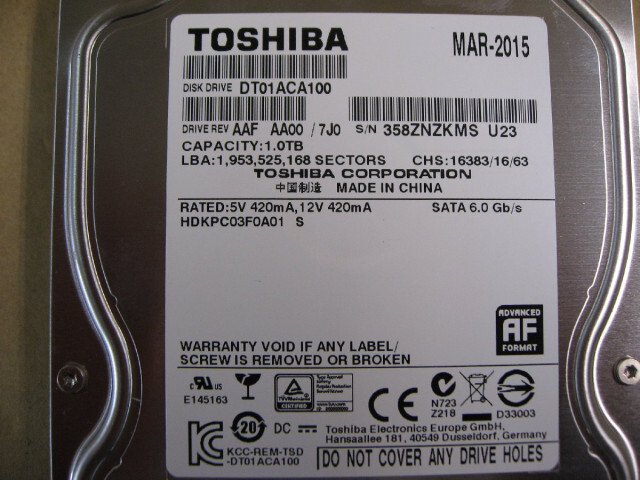 TOSHIBA
MAR-2015
DISK DRIVE DT01ACA100
DRIVE REV AAF AA00 / 7J0
S/N 358ZNZKMS U23
CAPACITY:1.0TB
LBA:1,953,525,168 SECTORS CHS:16383/16/63
TOSHIBA CORPORATION
中国制造 MADE IN CHINA
RATED:5V 420mA,12V 420mA SATA 6.0 Gb/s
HDKPC03F0A01 S
ADVANCED
AF
FORMAT
WARRANTY VOID IF ANY LABEL/
SCREW IS REMOVED OR BROKEN
E145163
N723
Z218
D33003
20
DC
Toshiba Electronics Europe GmbH,
Hansaallee 181, 40549 Dusseldorf, Germany
KCC-REM-TSD
-DT01ACA100
DO NOT COVER ANY DRIVE HOLES